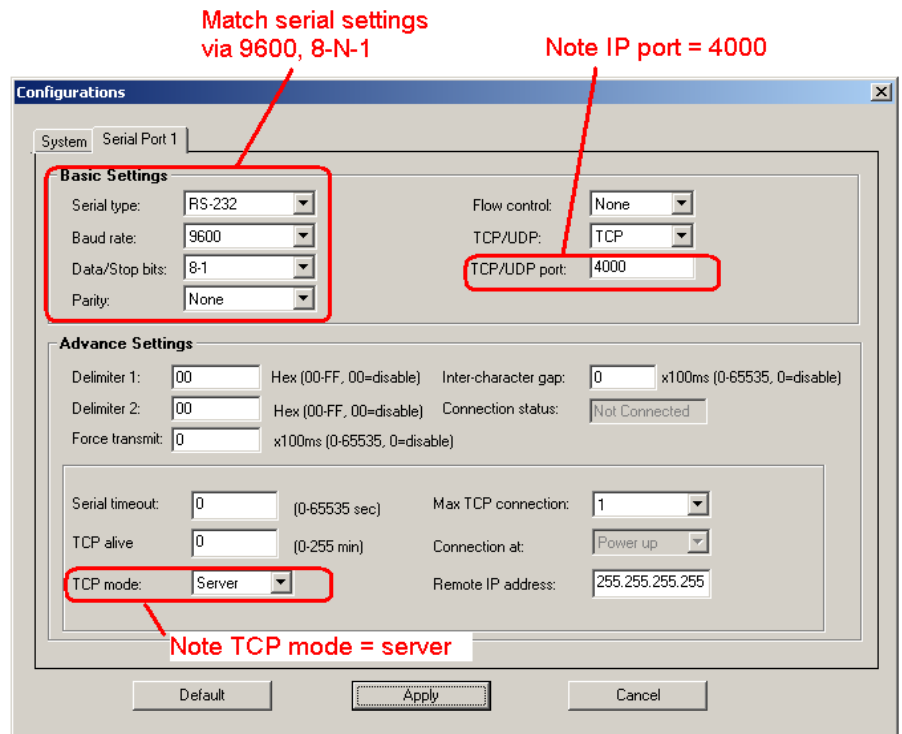 Match serial settings
via 9600, 8-N-1
Note IP port = 4000
Configurations
System Serial Port 1
Basic Settings
Serial type: RS-232 Flow control: None
Baud rate: 9600 TCP/UDP: TCP
Data/Stop bits: 8-1 TCP/UDP port: 4000
Parity: None
Advance Settings
Delimiter 1: 00 Hex (00-FF, 00=disable) Inter-character gap: 0 x100ms (0-65535, 0=disable)
Delimiter 2: 00 Hex (00-FF, 00=disable) Connection status: Not Connected
Force transmit: 0 x100ms (0-65535, 0=disable)
Serial timeout: 0 (0-65535 sec) Max TCP connection: 1
TCP alive 0 (0-255 min) Connection at: Power up
TCP mode: Server Remote IP address: 255.255.255.255
Note TCP mode = server
Default Apply Cancel